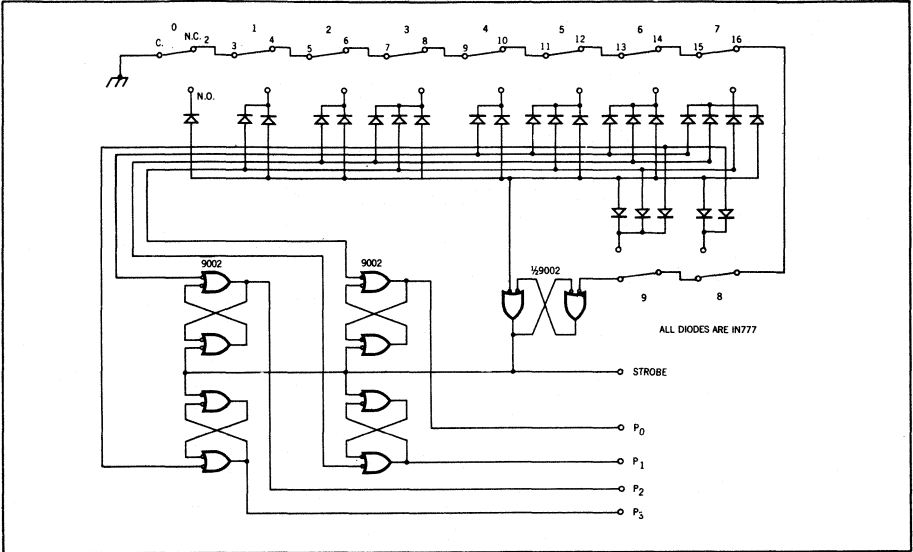 0 1 2 3 4 5 6 7
C. N.C. 2 3 4 5 6 7 8 9 10 11 12 13 14 15 16
N.O.
9002 9002 ½9002
9 8
ALL DIODES ARE IN777
STROBE
P0
P1
P2
P3